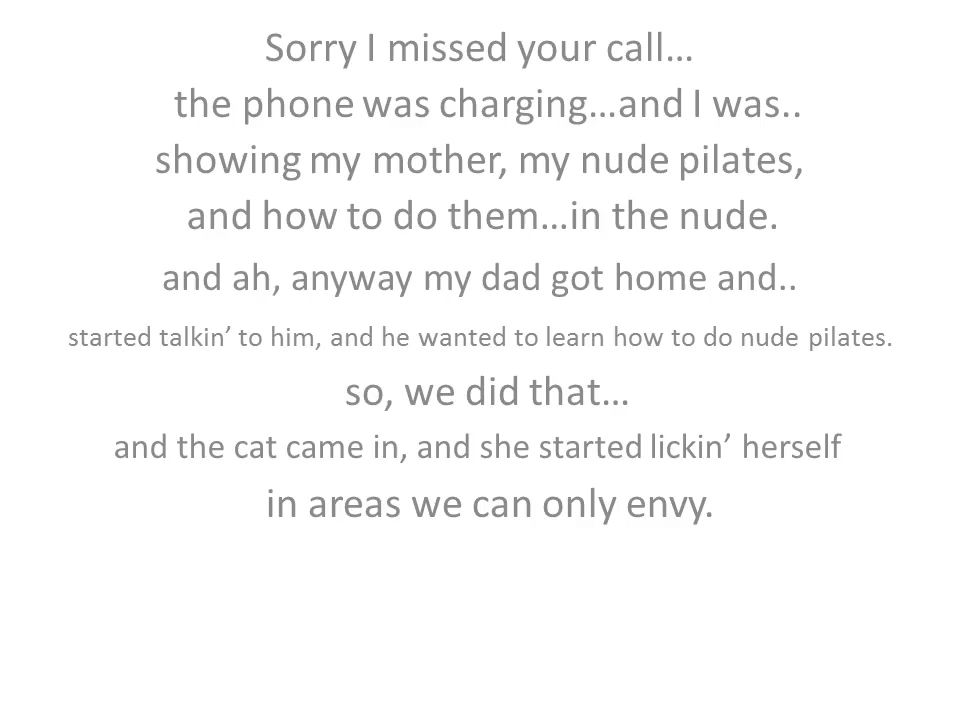 Sorry I missed your call…
the phone was charging…and I was..
showing my mother, my nude pilates,
and how to do them…in the nude.
and ah, anyway my dad got home and..
started talkin’ to him, and he wanted to learn how to do nude pilates.
so, we did that…
and the cat came in, and she started lickin’ herself
in areas we can only envy.